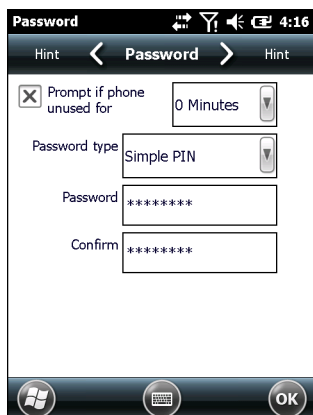 Password 4:16
Hint Password Hint
Prompt if phone
unused for
0 Minutes
Password type
Simple PIN
Password ********
Confirm ********
OK